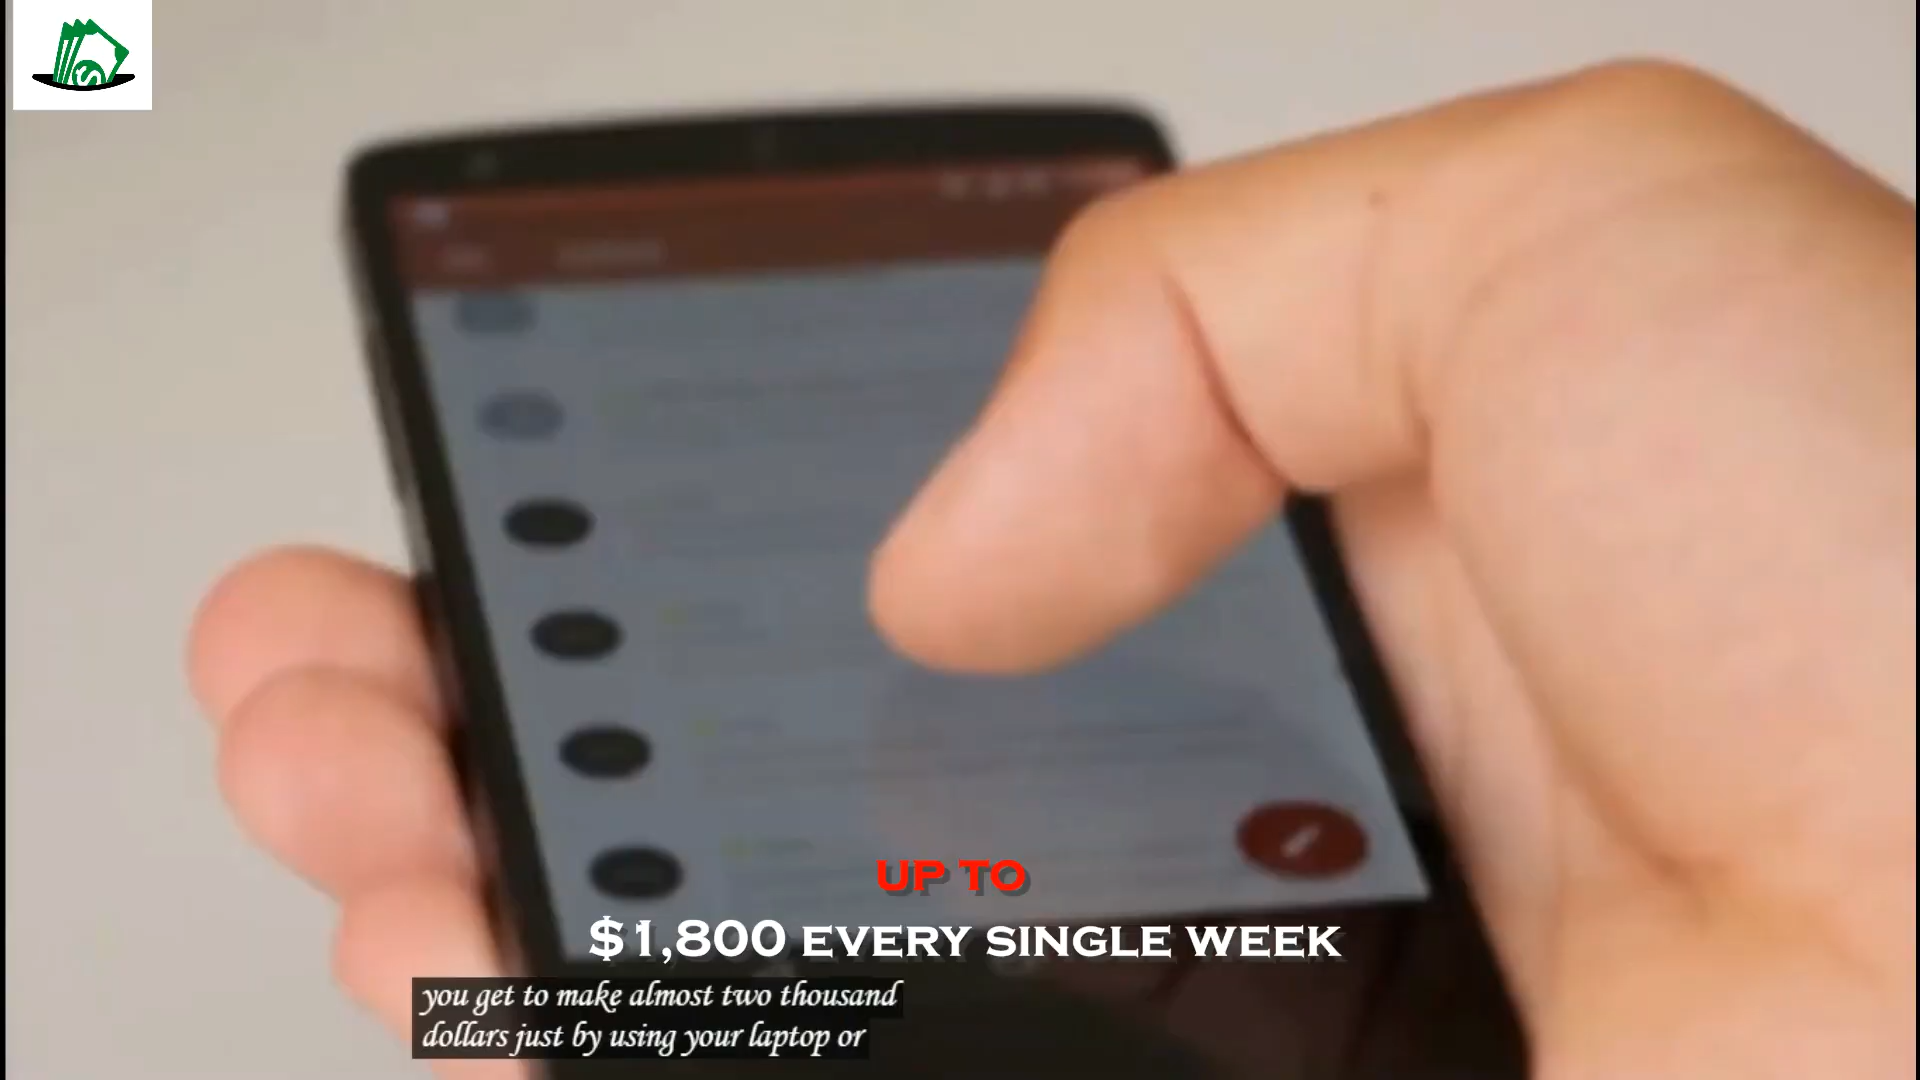 UP TO
$1,800 EVERY SINGLE WEEK
you get to make almost two thousand
dollars just by using your laptop or